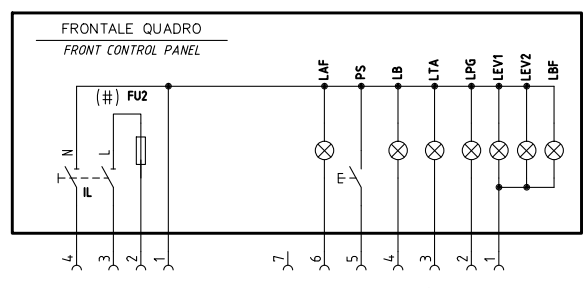 FRONTALE QUADRO
FRONT CONTROL PANEL
LAF PS LB LTA LPG LEV1 LEV2 LBF
(#) FU2
N L
IL
4 3 2 1 7 6 5 4 3 2 1